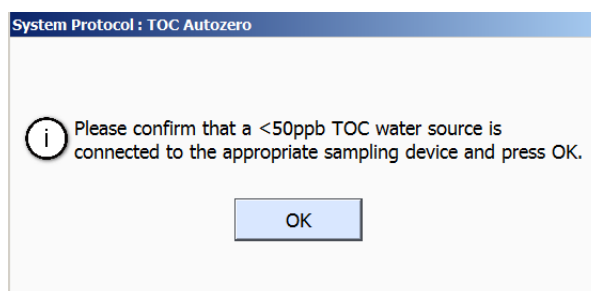 System Protocol : TOC Autozero
Please confirm that a <50ppb TOC water source is
connected to the appropriate sampling device and press OK.
OK